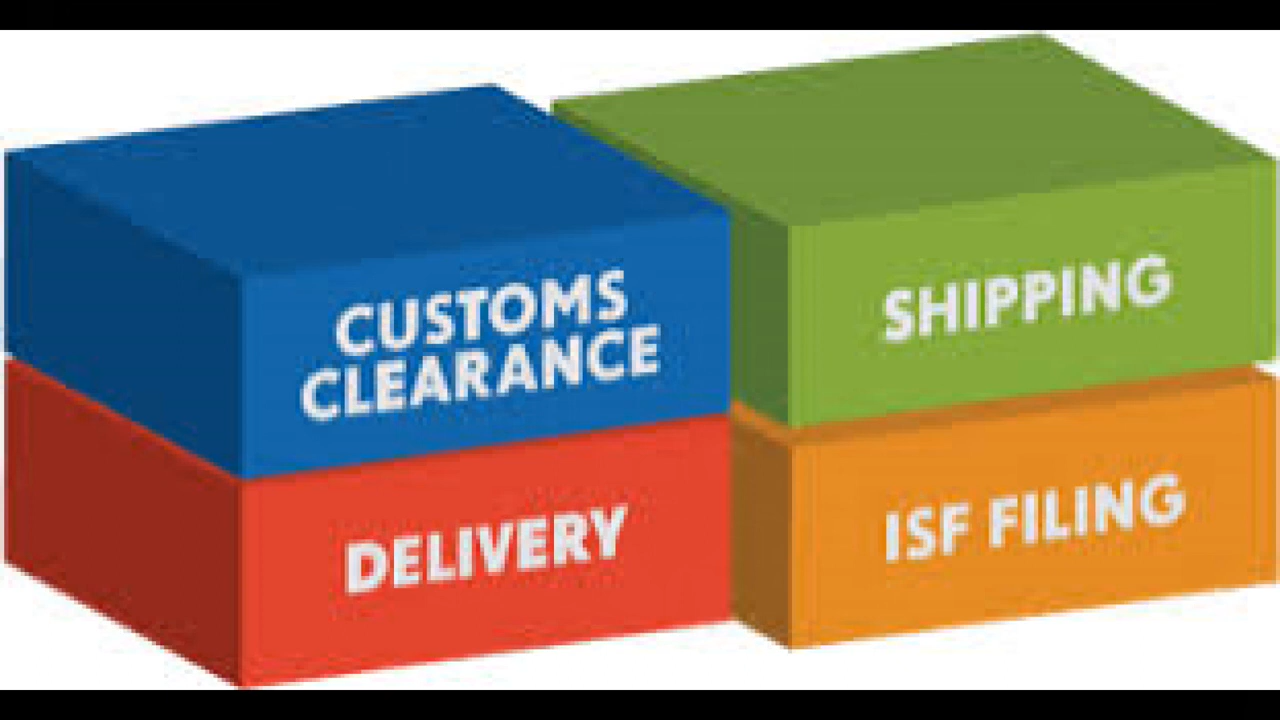 CUSTOMS
CLEARANCE
SHIPPING
DELIVERY
ISF FILING